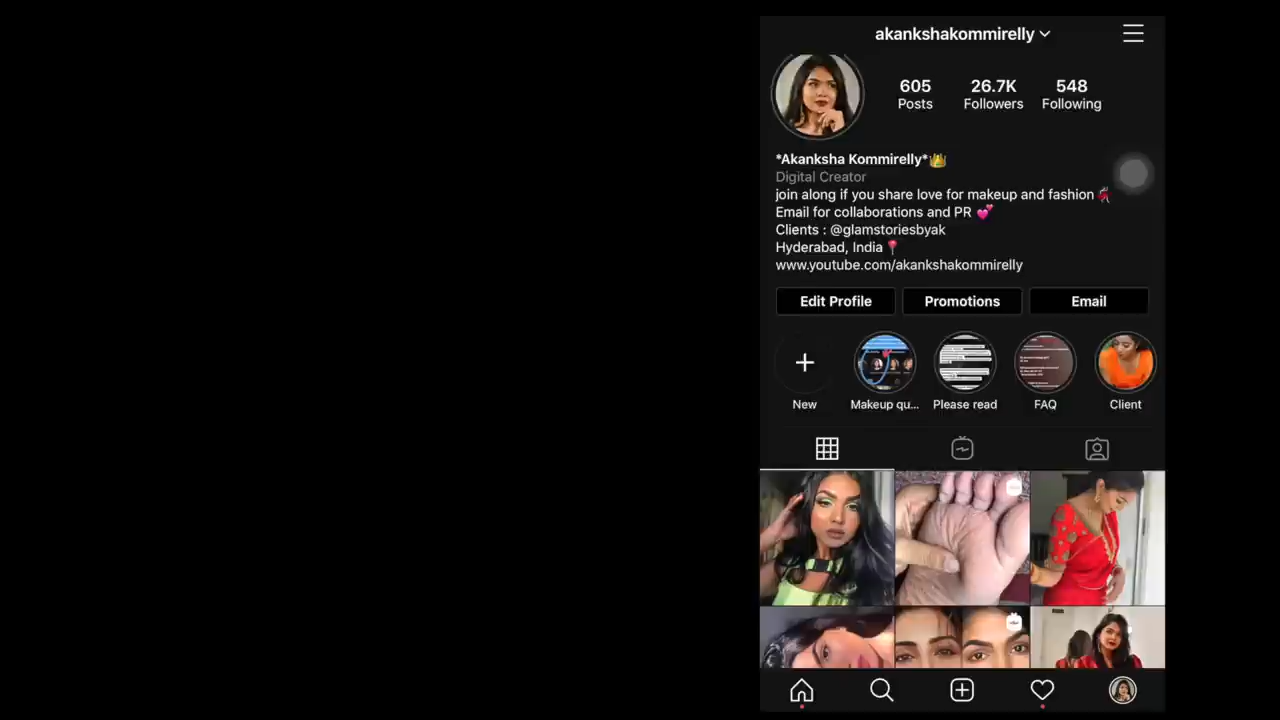 akankshakommirelly
605 26.7K 548
Posts Followers Following
*Akanksha Kommirelly*👑
Digital Creator
join along if you share love for makeup and fashion 💃
Email for collaborations and PR 💕
Clients : @glamstoriesbyak
Hyderabad, India📍
www.youtube.com/akankshakommirelly
Edit Profile Promotions Email
New Makeup qu... Please read FAQ Client